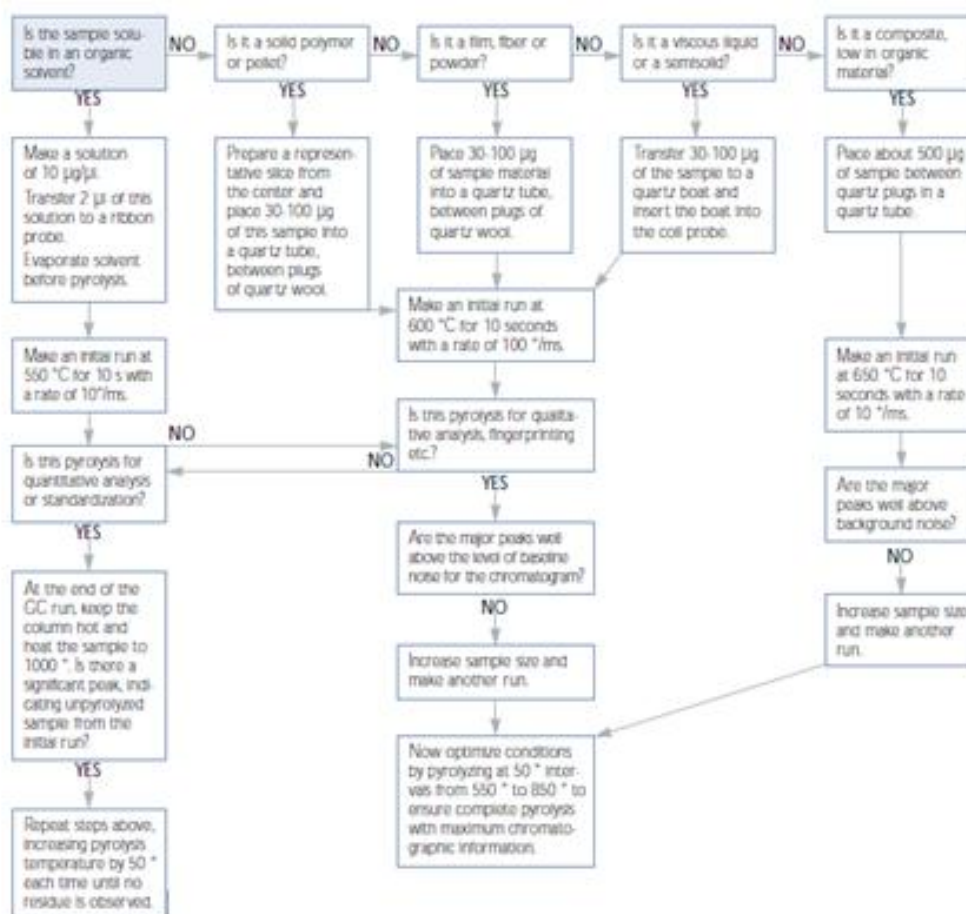 Is the sample solu-
ble in an organic
solvent?
NO
Is it a solid polymer
or pellet?
NO
Is it a film, fiber or
powder?
NO
Is it a viscous liquid
or a semisolid?
NO
Is it a composite,
low in organic
material?
YES
YES
YES
YES
YES
Make a solution
of 10 µg/µl.
Transfer 2 µl of this
solution to a ribbon
probe.
Evaporate solvent
before pyrolysis.
Prepare a represen-
tative slice from
the center and
place 30-100 µg
of this sample into
a quartz tube,
between plugs
of quartz wool.
Place 30-100 µg
of sample material
into a quartz tube,
between plugs of
quartz wool.
Transfer 30-100 µg
of the sample to a
quartz boat and
insert the boat into
the coil probe.
Place about 500 µg
of sample between
quartz plugs in a
quartz tube.
Make an initial run at
550 °C for 10 s with
a rate of 10°/ms.
Make an initial run at
600 °C for 10 seconds
with a rate of 100 °/ms.
Make an initial run
at 650 °C for 10
seconds with a rate
of 10 °/ms.
NO
NO
Is this pyrolysis for
quantitative analysis
or standardization?
Is this pyrolysis for qualita-
tive analysis, fingerprinting
etc.?
Are the major
peaks well above
background noise?
YES
YES
NO
At the end of the
GC run, keep the
column hot and
heat the sample to
1000 °. Is there a
significant peak, indi-
cating unpyrolyzed
sample from the
initial run?
Are the major peaks well
above the level of baseline
noise for the chromatogram?
NO
Increase sample size and
make another run.
Increase sample size
and make another
run.
YES
Repeat steps above,
increasing pyrolysis
temperature by 50 °
each time until no
residue is observed.
Now optimize conditions
by pyrolyzing at 50 ° inter-
vals from 550 ° to 850 ° to
ensure complete pyrolysis
with maximum chromato-
graphic information.